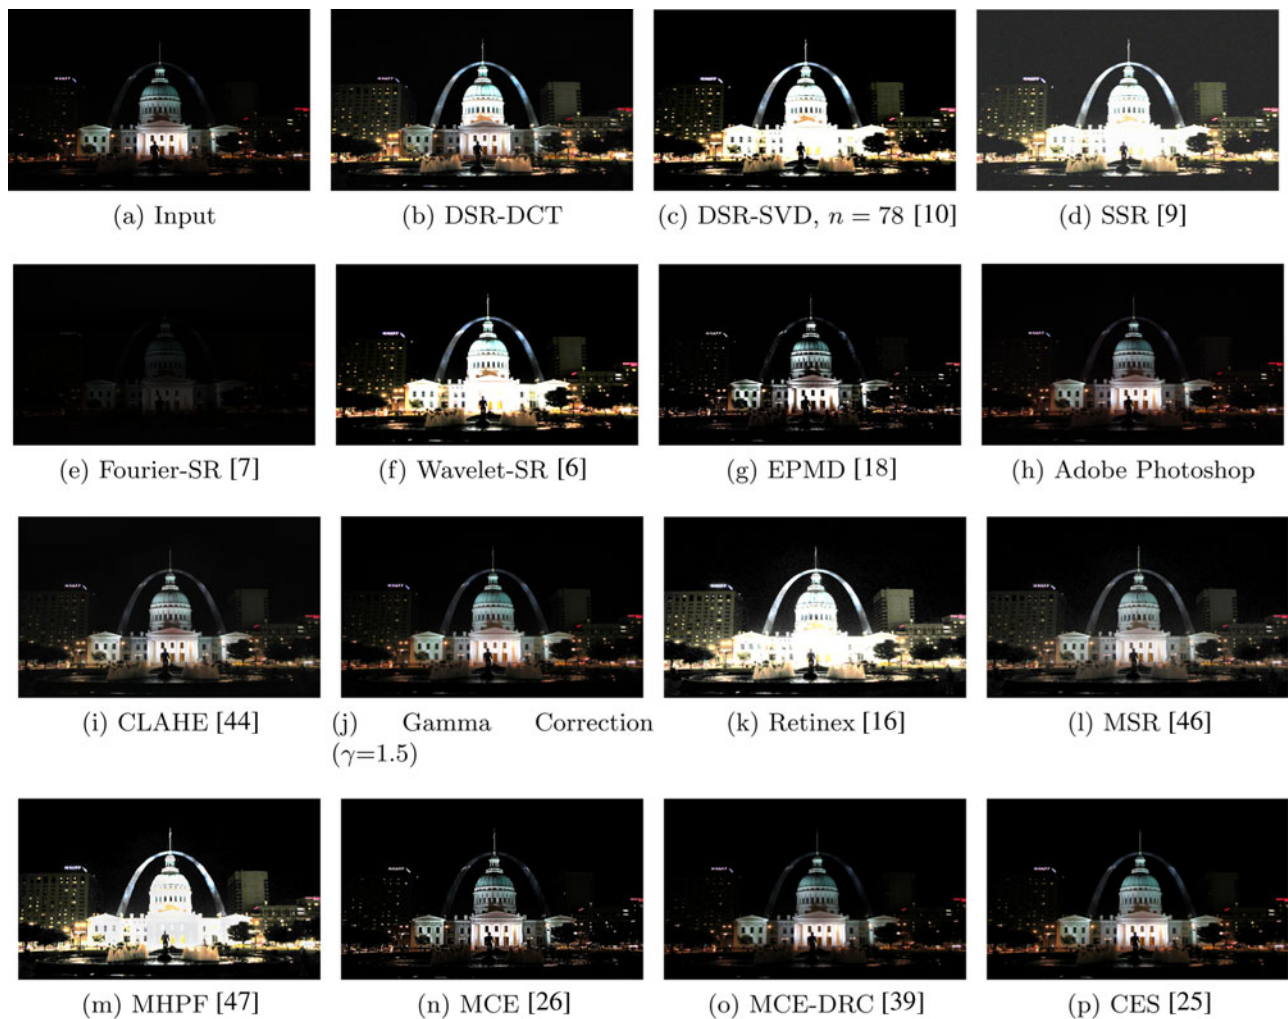 (a) Input
(b) DSR-DCT
(c) DSR-SVD, n = 78 [10]
(d) SSR [9]
(e) Fourier-SR [7]
(f) Wavelet-SR [6]
(g) EPMD [18]
(h) Adobe Photoshop
(i) CLAHE [44]
(j) Gamma Correction
(γ=1.5)
(k) Retinex [16]
(l) MSR [46]
(m) MHPF [47]
(n) MCE [26]
(o) MCE-DRC [39]
(p) CES [25]